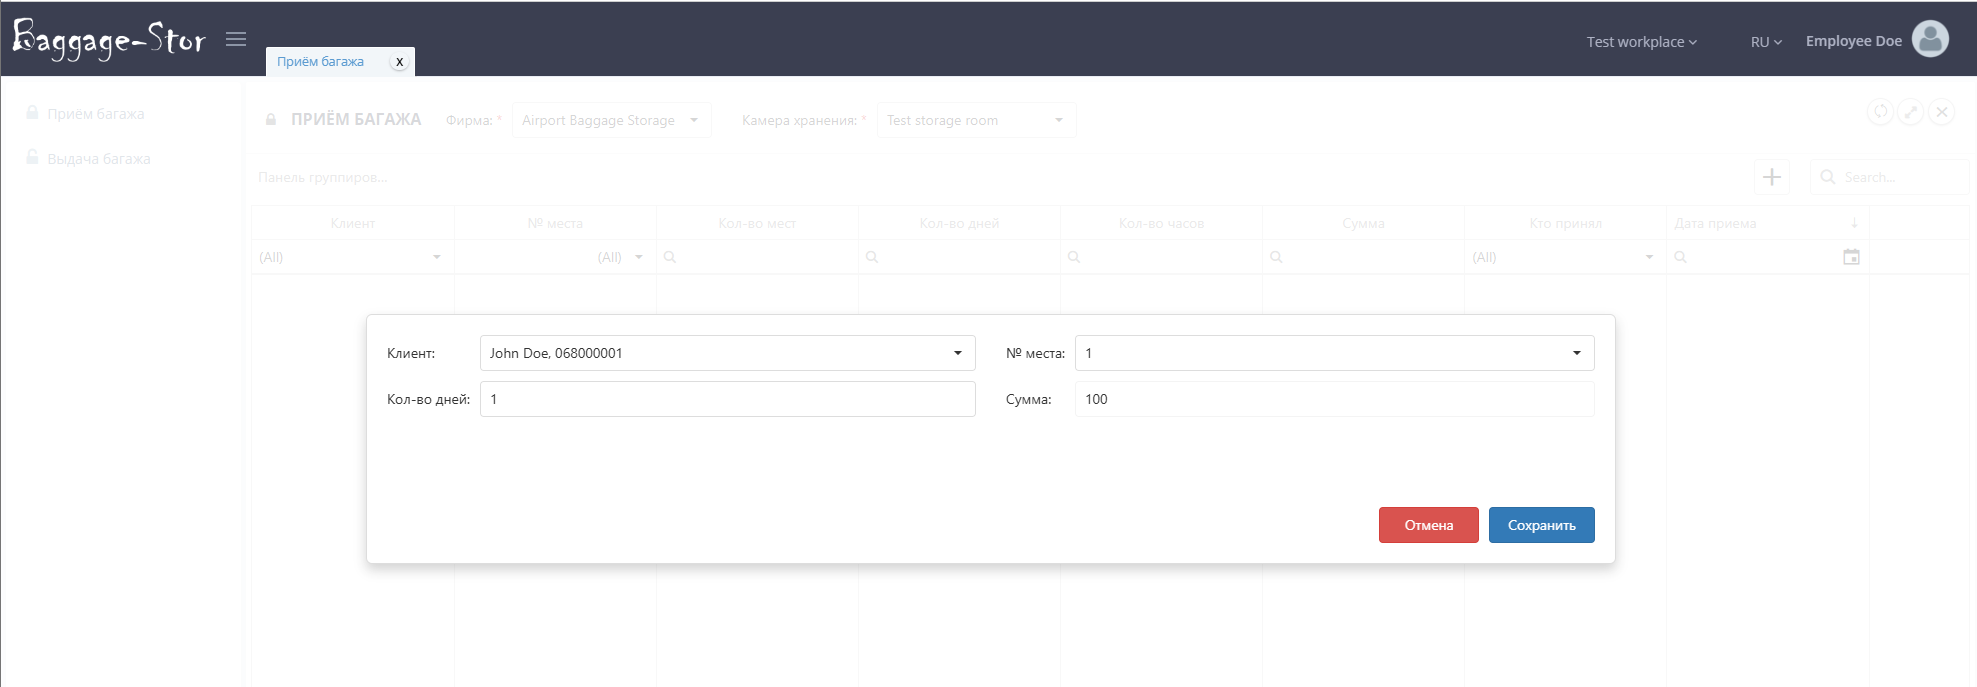 Baggage-Stor
Приём багажа x
Test workplace RU Employee Doe
Приём багажа
Выдача багажа
ПРИЁМ БАГАЖА Фирма: * Airport Baggage Storage Камера хранения: * Test storage room
Панель группиров... Search...
Клиент № места Кол-во мест Кол-во дней Кол-во часов Сумма Кто принял Дата приема
(All) (All) (All)
Клиент: John Doe, 068000001 № места: 1
Кол-во дней: 1 Сумма: 100
Отмена Сохранить